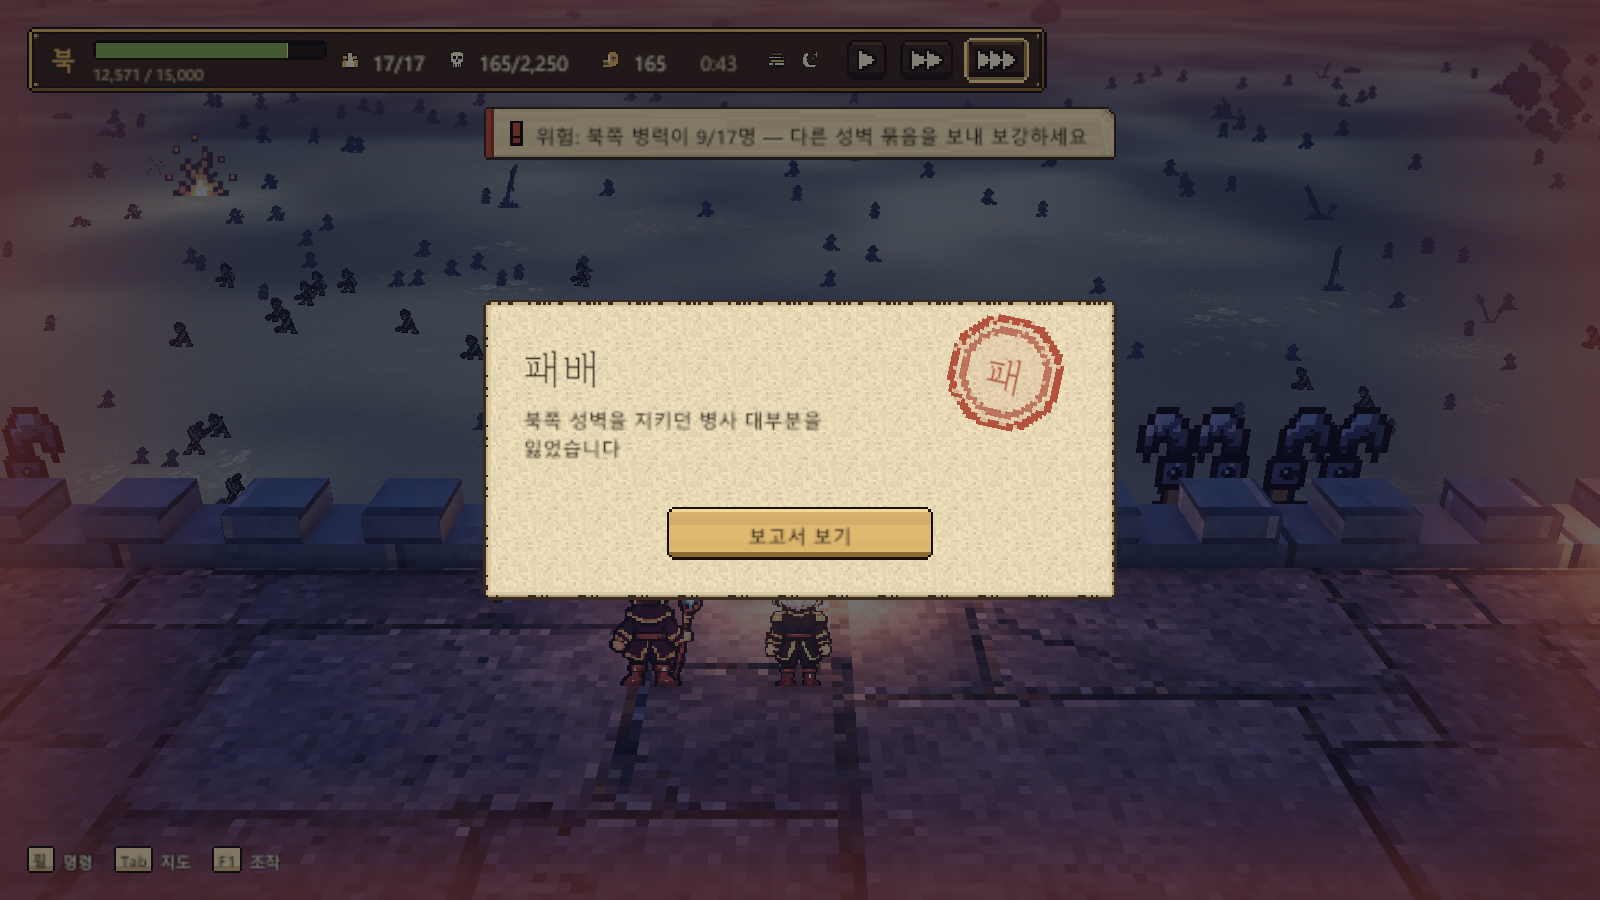 북
12,571 / 15,000
17/17
165/2,250
165
0:43
위험: 북쪽 병력이 9/17명 — 다른 성벽 묶음을 보내 보강하세요
패배
패
북쪽 성벽을 지키던 병사 대부분을
잃었습니다
보고서 보기
휠 명령 Tab 지도 F1 조작